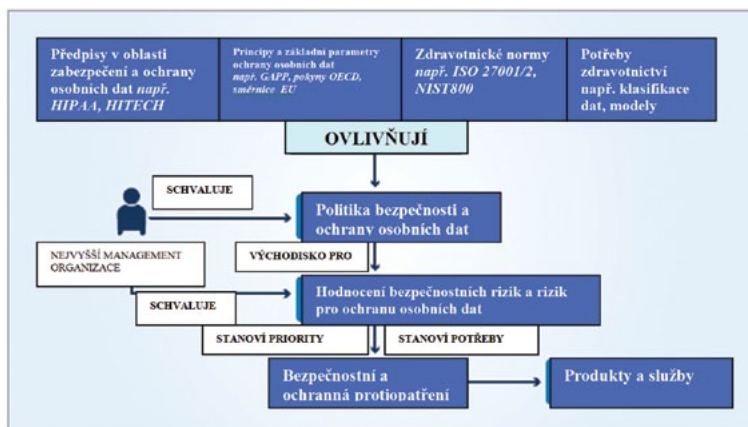 Předpisy v oblasti
zabezpečení a ochrany
osobních dat např.
HIPAA, HITECH
Principy a základní parametry
ochrany osobních dat
např. GAPP, pokyny OECD,
směrnice EU
Zdravotnické normy
např. ISO 27001/2,
NIST800
Potřeby
zdravotnictví
např. klasifikace
dat, modely
OVLIVŇUJÍ
SCHVALUJE
Politika bezpečnosti a
ochrany osobních dat
NEJVYŠŠÍ MANAGEMENT
ORGANIZACE
VÝCHODISKO PRO
SCHVALUJE
Hodnocení bezpečnostních rizik a rizik
pro ochranu osobních dat
STANOVÍ PRIORITY
STANOVÍ POTŘEBY
Bezpečnostní a
ochranná protiopatření
Produkty a služby